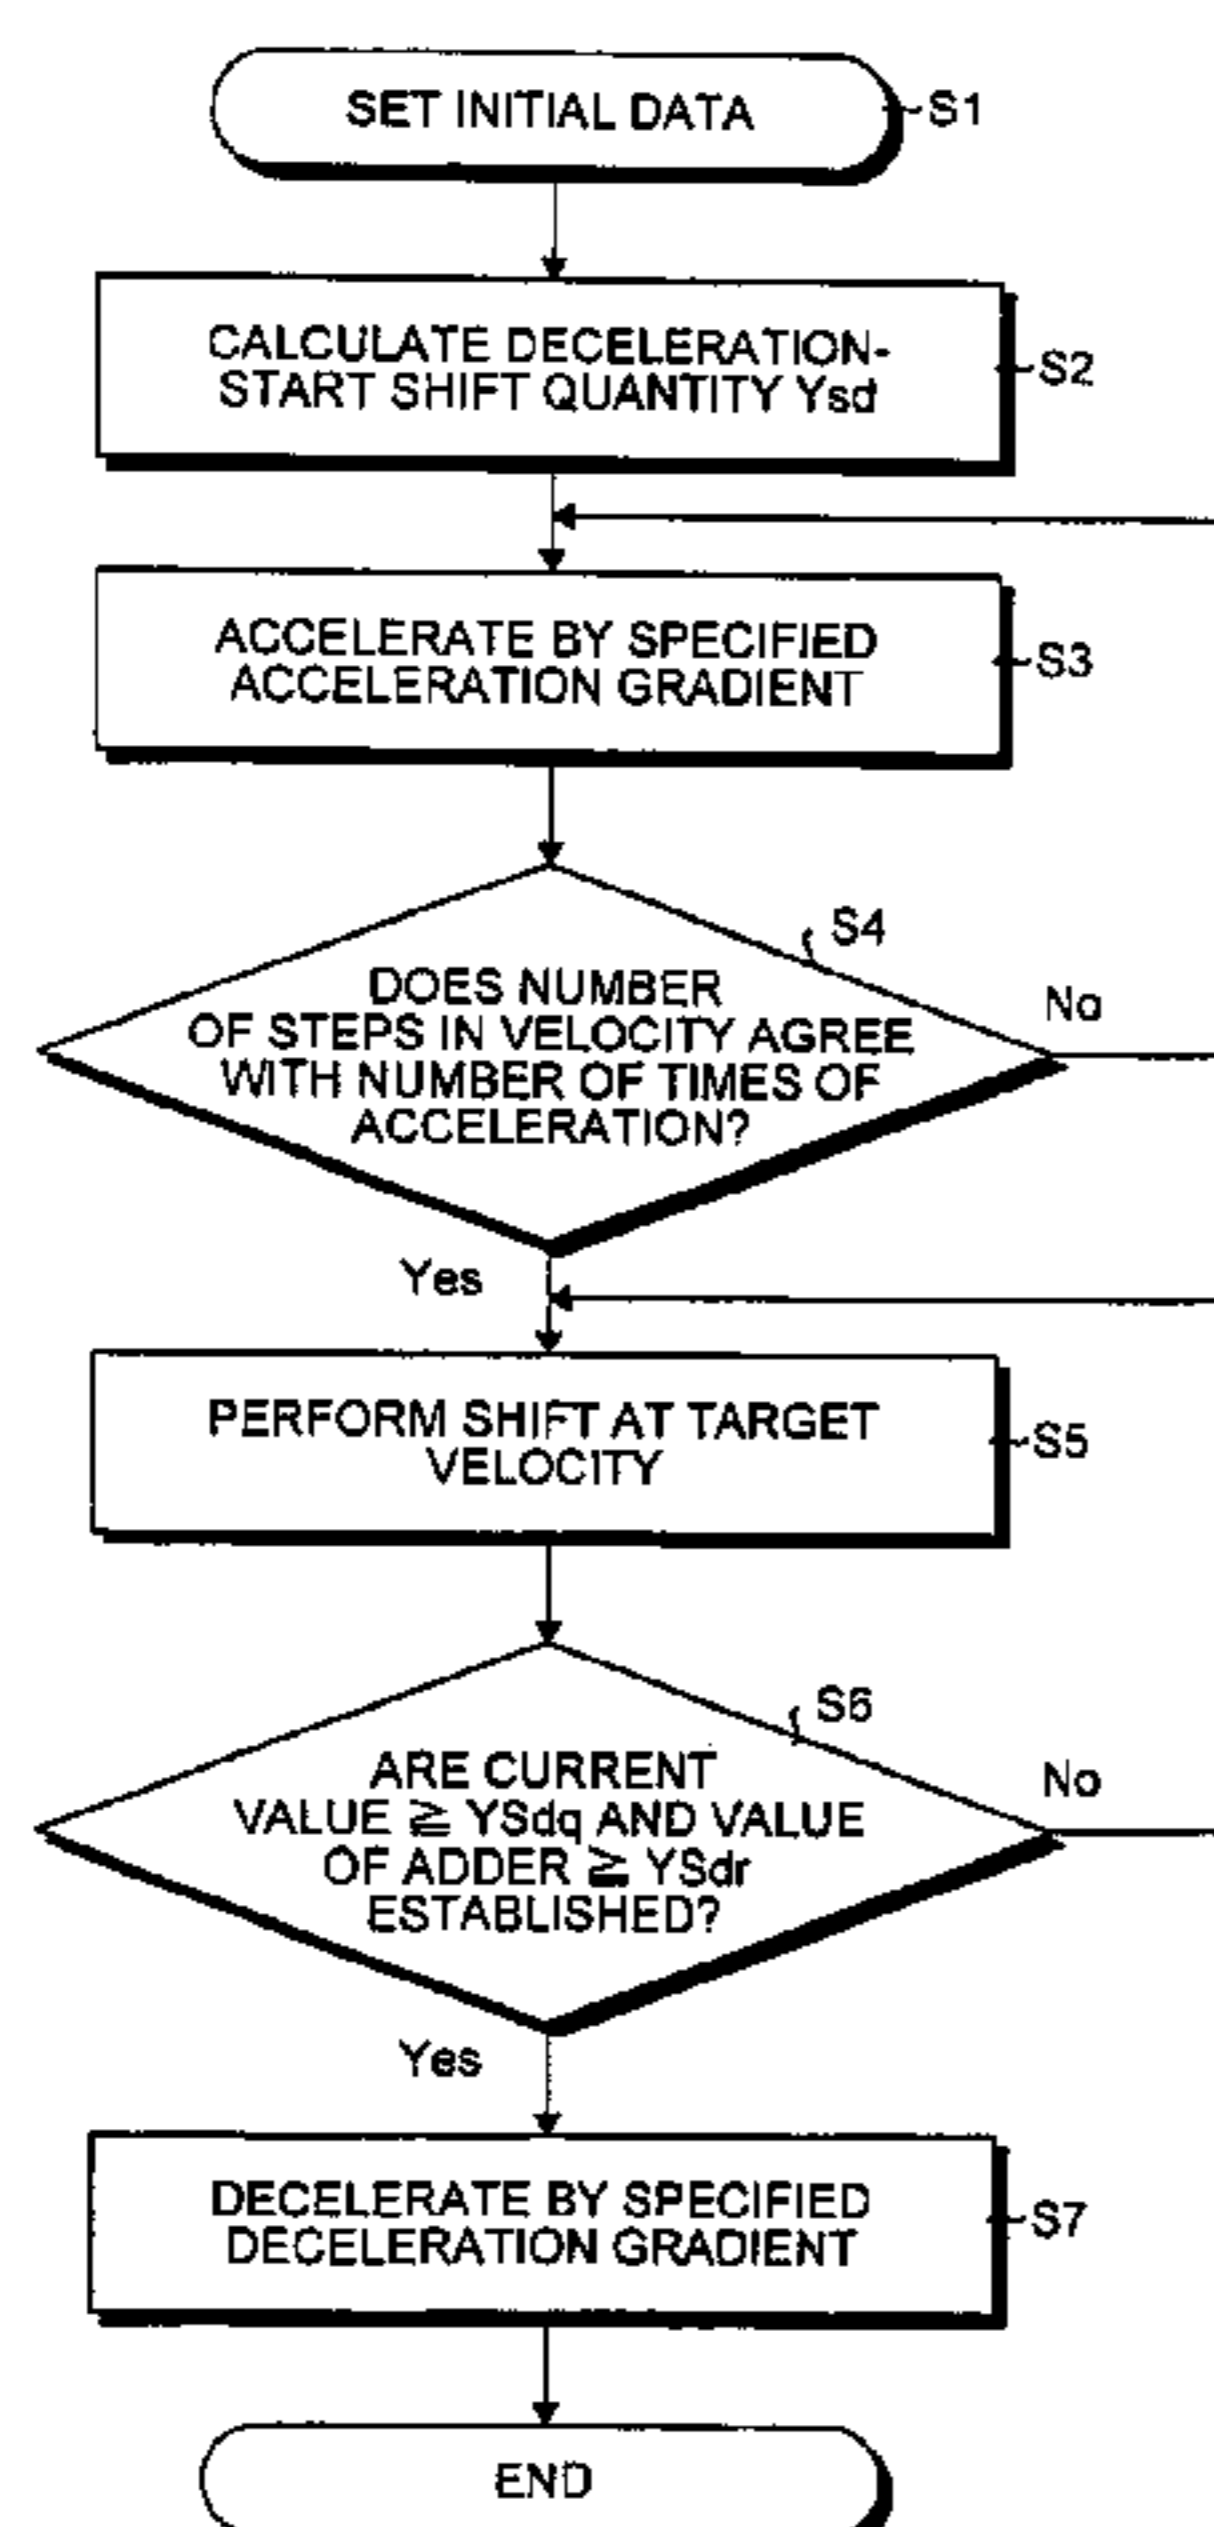 SET INITIAL DATA
S1
CALCULATE DECELERATION-
START SHIFT QUANTITY Ysd
S2
ACCELERATE BY SPECIFIED
ACCELERATION GRADIENT
S3
S4
DOES NUMBER
OF STEPS IN VELOCITY AGREE
WITH NUMBER OF TIMES OF
ACCELERATION?
No
Yes
PERFORM SHIFT AT TARGET
VELOCITY
S5
S6
ARE CURRENT
VALUE ≧ YSdq AND VALUE
OF ADDER ≧ YSdr
ESTABLISHED?
No
Yes
DECELERATE BY SPECIFIED
DECELERATION GRADIENT
S7
END